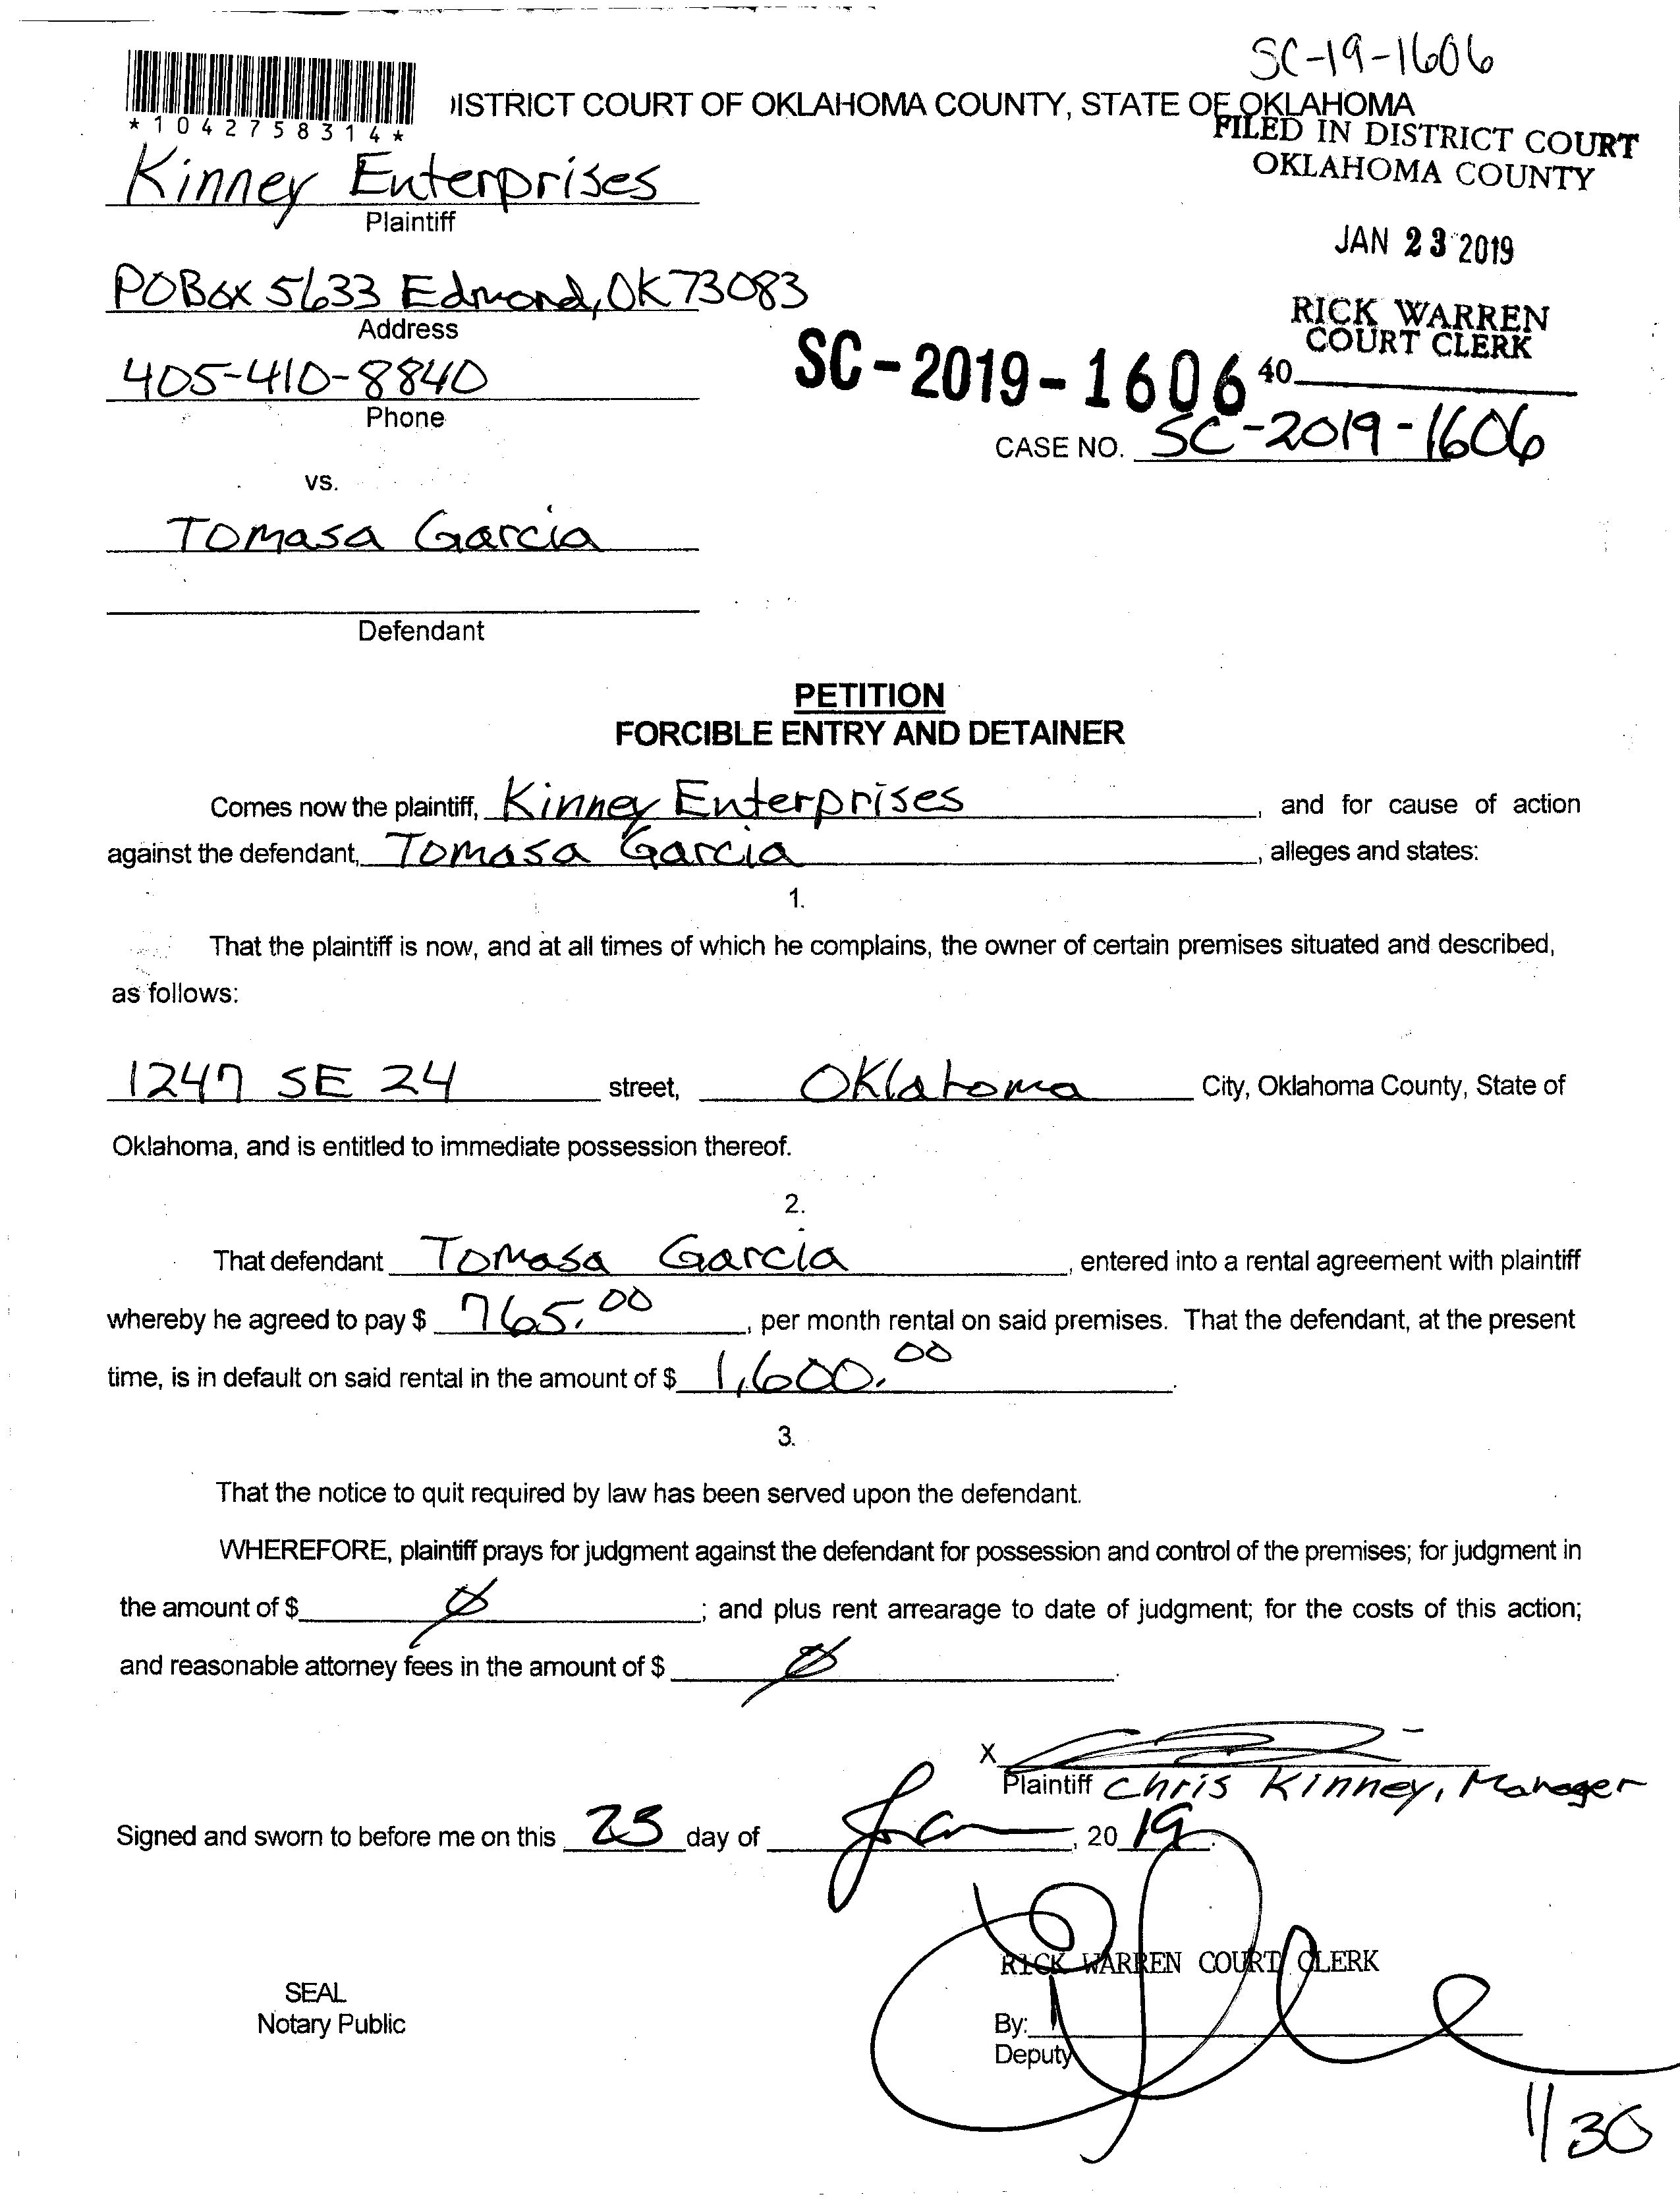 SC-19-1606
*1042758314*
ISTRICT COURT OF OKLAHOMA COUNTY, STATE OF OKLAHOMA
FILED IN DISTRICT COURT
OKLAHOMA COUNTY
Kinney Enterprises
Plaintiff
JAN 23 2019
POBox 5633 Edmond, OK 73083
Address
RICK WARREN
COURT CLERK
405-410-8840
Phone
SC-2019-1606
40
CASE NO. SC-2019-1606
vs.
Tomasa Garcia
Defendant
PETITION
FORCIBLE ENTRY AND DETAINER
Comes now the plaintiff, Kinney Enterprises, and for cause of action
against the defendant, Tomasa Garcia, alleges and states:
1.
That the plaintiff is now, and at all times of which he complains, the owner of certain premises situated and described,
as follows:
1247 SE 24 street, Oklahoma City, Oklahoma County, State of
Oklahoma, and is entitled to immediate possession thereof.
2.
That defendant Tomasa Garcia, entered into a rental agreement with plaintiff
whereby he agreed to pay $ 765.00, per month rental on said premises. That the defendant, at the present
time, is in default on said rental in the amount of $ 1,600.00.
3.
That the notice to quit required by law has been served upon the defendant.
WHEREFORE, plaintiff prays for judgment against the defendant for possession and control of the premises; for judgment in
the amount of $ Ø; and plus rent arrearage to date of judgment; for the costs of this action;
and reasonable attorney fees in the amount of $ Ø.
X
Plaintiff Chris Kinney, Manager
Signed and sworn to before me on this 23 day of Jan, 2019.
RICK WARREN COURT CLERK
SEAL
Notary Public
By:
Deputy
1/30